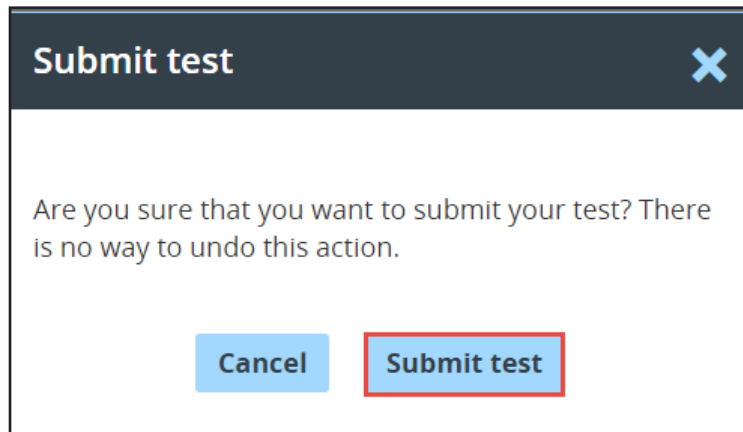 Submit test
Are you sure that you want to submit your test? There
is no way to undo this action.
Cancel Submit test